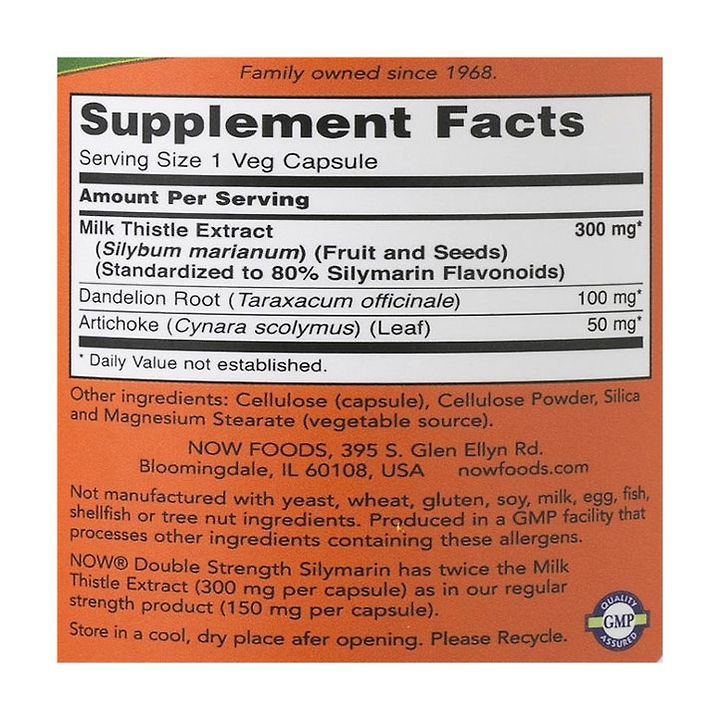 Family owned since 1968.
Supplement Facts
Serving Size 1 Veg Capsule
Amount Per Serving
Milk Thistle Extract 300 mg*
(Silybum marianum) (Fruit and Seeds)
(Standardized to 80% Silymarin Flavonoids)
Dandelion Root (Taraxacum officinale) 100 mg*
Artichoke (Cynara scolymus) (Leaf) 50 mg*
* Daily Value not established.
Other ingredients: Cellulose (capsule), Cellulose Powder, Silica
and Magnesium Stearate (vegetable source).
NOW FOODS, 395 S. Glen Ellyn Rd.
Bloomingdale, IL 60108, USA nowfoods.com
Not manufactured with yeast, wheat, gluten, soy, milk, egg, fish,
shellfish or tree nut ingredients. Produced in a GMP facility that
processes other ingredients containing these allergens.
NOW® Double Strength Silymarin has twice the Milk
Thistle Extract (300 mg per capsule) as in our regular
strength product (150 mg per capsule).
Store in a cool, dry place afer opening. Please Recycle.
QUALITY
GMP
ASSURED